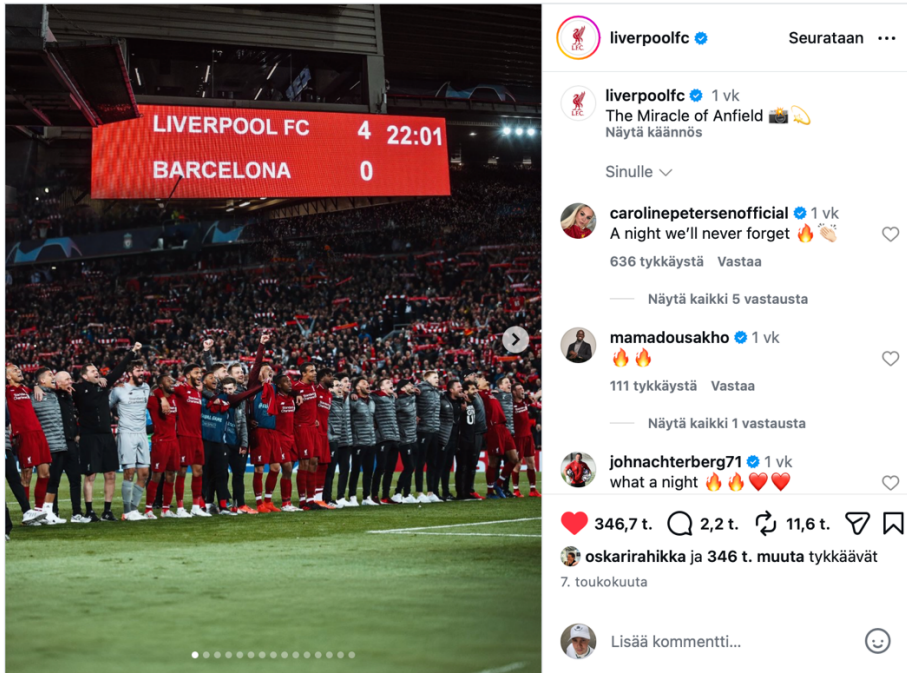 LIVERPOOL FC 4 22:01
BARCELONA 0
liverpoolfc Seurataan
liverpoolfc 1 vk
The Miracle of Anfield 📸💫
Näytä käännös
Sinulle
carolinepetersenofficial 1 vk
A night we’ll never forget 🔥👏🏻
636 tykkäystä Vastaa
Näytä kaikki 5 vastausta
mamadousakho 1 vk
🔥🔥
111 tykkäystä Vastaa
Näytä kaikki 1 vastausta
johnachterberg71 1 vk
what a night 🔥🔥❤️❤️
346,7 t. 2,2 t. 11,6 t.
oskarirahikka ja 346 t. muuta tykkäävät
7. toukokuuta
Lisää kommentti...